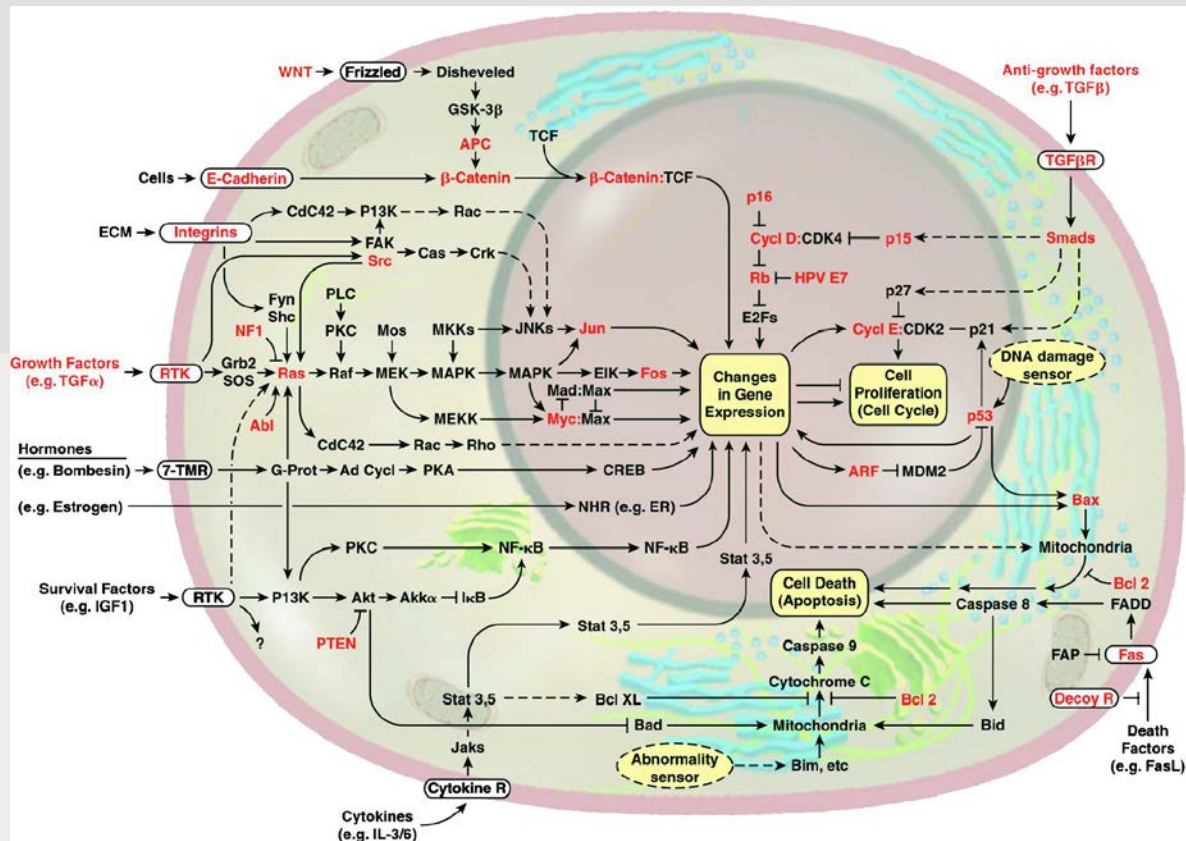 WNT
Frizzled
Disheveled
GSK-3β
APC
TCF
Cells
E-Cadherin
β-Catenin
β-Catenin:TCF
ECM
Integrins
CdC42
P13K
Rac
FAK
Src
Cas
Crk
Fyn
Shc
NF1
PLC
PKC
Mos
MKKs
JNKs
Jun
Growth Factors
(e.g. TGFα)
RTK
Grb2
SOS
Ras
Raf
MEK
MAPK
MAPK
ElK
Fos
Mad:Max
Abl
MEKK
Myc:Max
CdC42
Rac
Rho
Hormones
(e.g. Bombesin)
7-TMR
G-Prot
Ad Cycl
PKA
CREB
(e.g. Estrogen)
NHR (e.g. ER)
PKC
NF-κB
NF-κB
Stat 3,5
Survival Factors
(e.g. IGF1)
RTK
P13K
Akt
Akkα
IκB
?
PTEN
Stat 3,5
Stat 3,5
Bcl XL
Bad
Jaks
Cytokine R
Cytokines
(e.g. IL-3/6)
Anti-growth factors
(e.g. TGFβ)
TGFβR
p16
Cycl D:CDK4
p15
Smads
Rb
HPV E7
E2Fs
p27
Cycl E:CDK2
p21
DNA damage
sensor
Changes
in Gene
Expression
Cell
Proliferation
(Cell Cycle)
p53
ARF
MDM2
Bax
Mitochondria
Bcl 2
Cell Death
(Apoptosis)
Caspase 8
FADD
Caspase 9
FAP
Fas
Cytochrome C
Bcl 2
Decoy R
Mitochondria
Bid
Death
Factors
(e.g. FasL)
Abnormality
sensor
Bim, etc